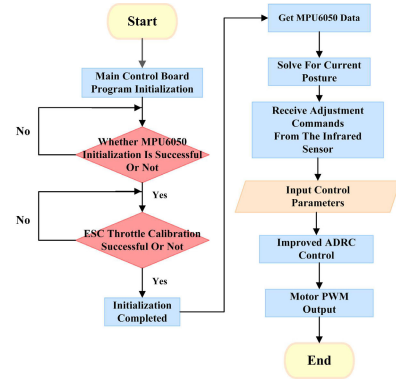 Start
Main Control Board
Program Initialization
No
Whether MPU6050
Initialization Is Successful
Or Not
Yes
No
ESC Throttle Calibration
Successful Or Not
Yes
Initialization
Completed
Get MPU6050 Data
Solve For Current
Posture
Receive Adjustment
Commands
From The Infrared
Sensor
Input Control
Parameters
Improved ADRC
Control
Motor PWM
Output
End